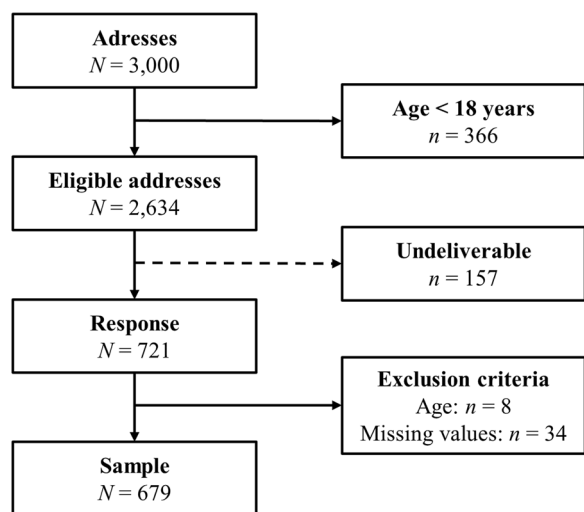 Adresses
N = 3,000
Age < 18 years
n = 366
Eligible addresses
N = 2,634
Undeliverable
n = 157
Response
N = 721
Exclusion criteria
Age: n = 8
Missing values: n = 34
Sample
N = 679